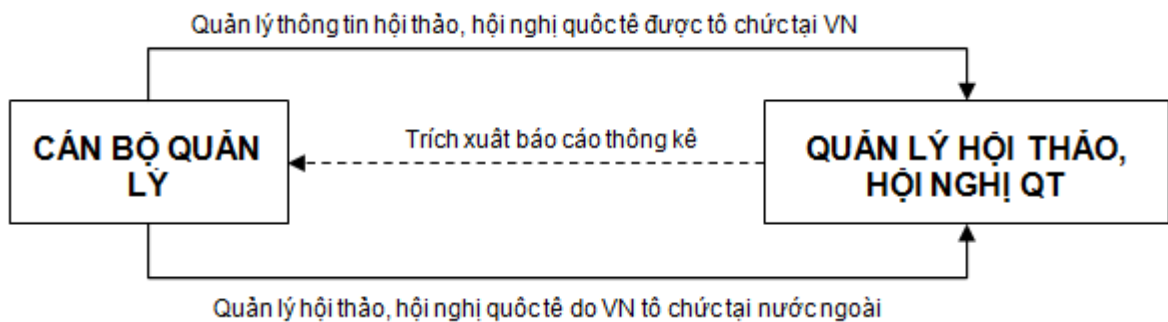 Quản lý thông tin hội thảo, hội nghị quốc tế được tổ chức tại VN
CÁN BỘ QUẢN
LÝ
Trích xuất báo cáo thống kê
QUẢN LÝ HỘI THẢO,
HỘI NGHỊ QT
Quản lý hội thảo, hội nghị quốc tế do VN tổ chức tại nước ngoài